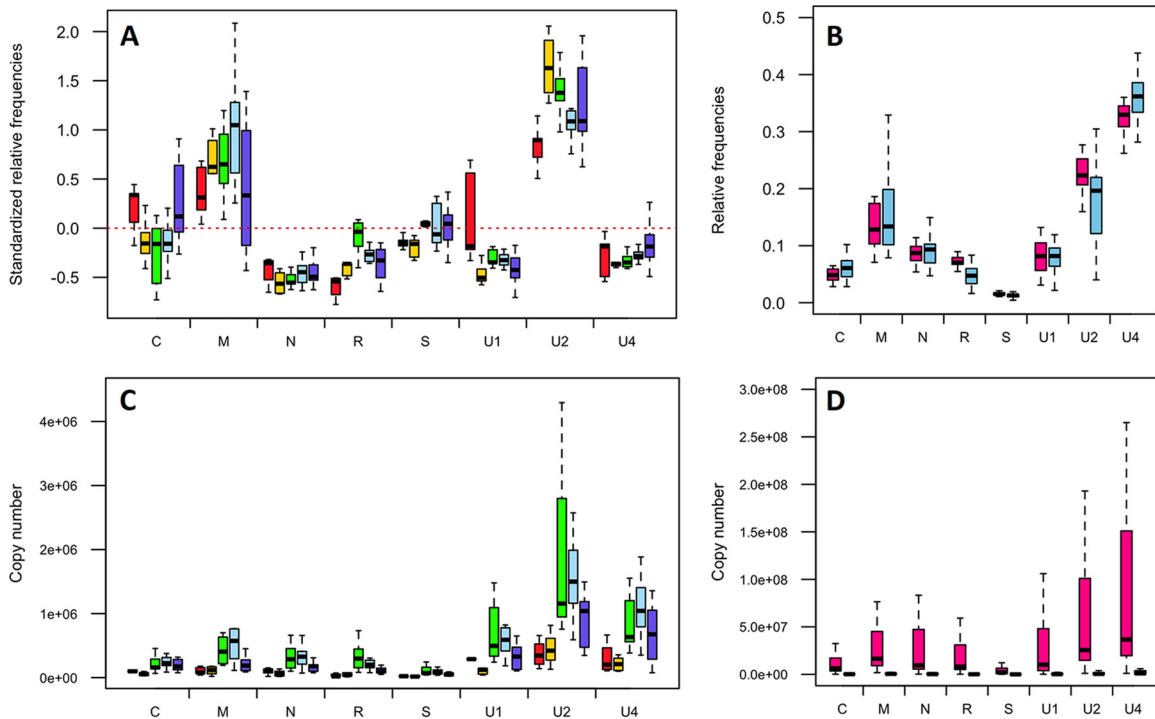 A
Standardized relative frequencies
2.0
1.5
1.0
0.5
0.0
-0.5
C M N R S U1 U2 U4
B
Relative frequencies
0.5
0.4
0.3
0.2
0.1
0.0
C M N R S U1 U2 U4
C
Copy number
4e+06
3e+06
2e+06
1e+06
0e+00
C M N R S U1 U2 U4
D
Copy number
3.0e+08
2.5e+08
2.0e+08
1.5e+08
1.0e+08
5.0e+07
0.0e+00
C M N R S U1 U2 U4